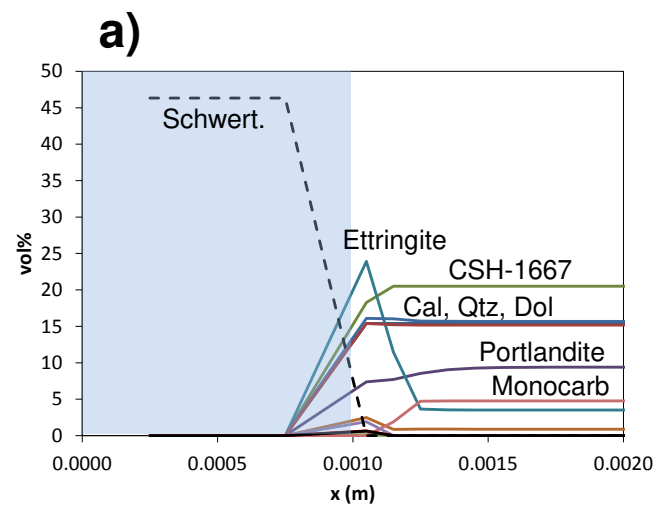 a)
50
45
40
35
30
25
20
15
10
5
0
vol%
Schwert.
Ettringite
CSH-1667
Cal, Qtz, Dol
Portlandite
Monocarb
0.0000 0.0005 0.0010 0.0015 0.0020
x (m)